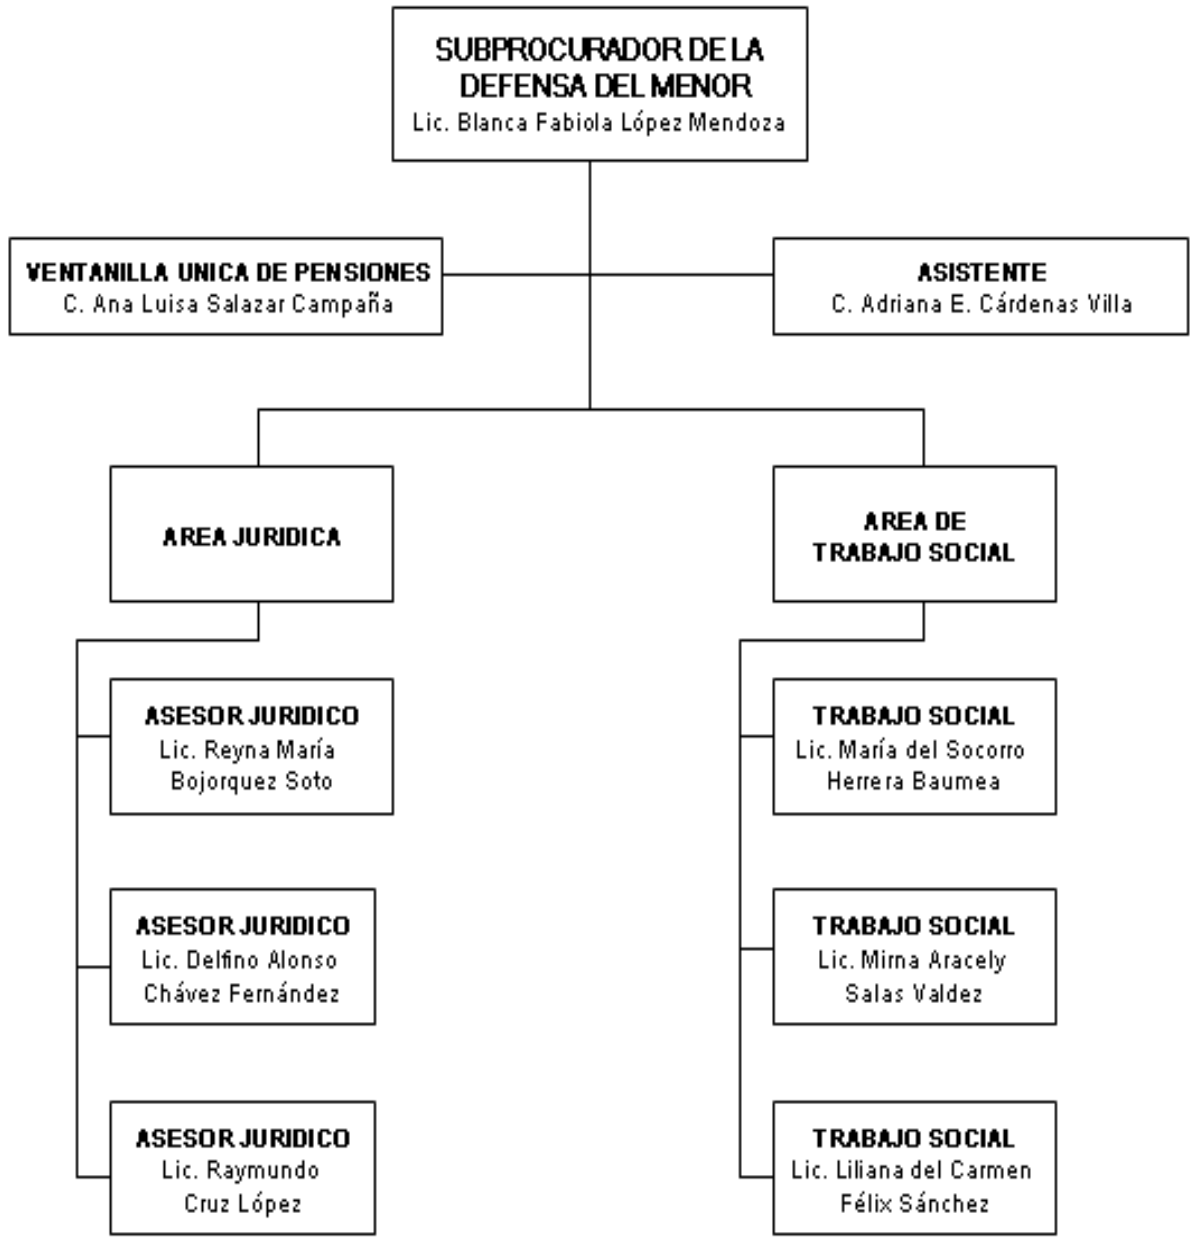 SUBPROCURADOR DE LA
DEFENSA DEL MENOR
Lic. Blanca Fabiola López Mendoza
VENTANILLA UNICA DE PENSIONES
C. Ana Luisa Salazar Campaña
ASISTENTE
C. Adriana E. Cárdenas Villa
AREA JURIDICA
AREA DE
TRABAJO SOCIAL
ASESOR JURIDICO
Lic. Reyna María
Bojorquez Soto
TRABAJO SOCIAL
Lic. María del Socorro
Herrera Baumea
ASESOR JURIDICO
Lic. Delfino Alonso
Chávez Fernández
TRABAJO SOCIAL
Lic. Mirna Aracely
Salas Valdez
ASESOR JURIDICO
Lic. Raymundo
Cruz López
TRABAJO SOCIAL
Lic. Liliana del Carmen
Félix Sánchez